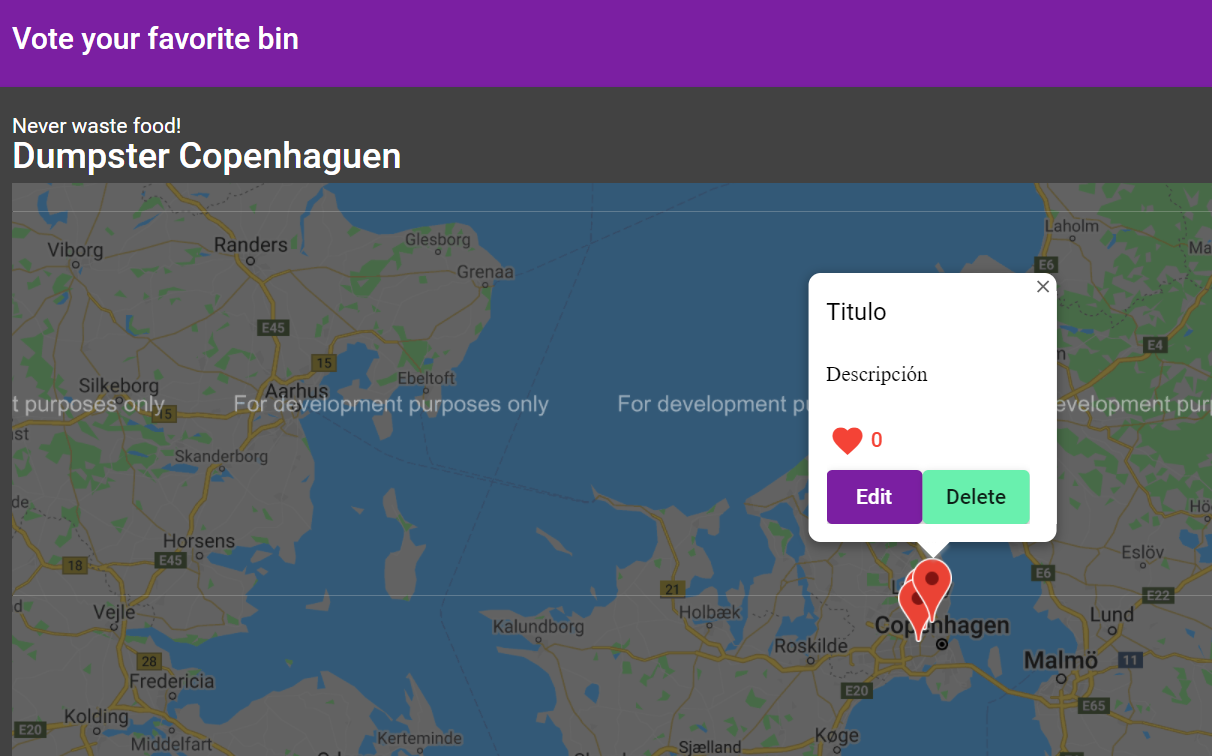 Vote your favorite bin
Never waste food!
Dumpster Copenhaguen
Laholm
Glesborg
Randers
Viborg
E6
Grenaa
Titulo
E45
E4
15
Descripción
Ebeltoft
Silkeborg
Aarhus
t purposes only
For development purposes only
For development pu
evelopment purp
15
0
Skanderborg
Edit
Delete
Horsens
Eslöv
E45
18
E6
21
E22
Vejle
Holbæk
Lund
Kalundborg
Copenhagen
Roskilde
28
Malmö
11
Fredericia
E20
E65
Kolding
E20
Køge
Middelfart
Kerteminde
Sjælland